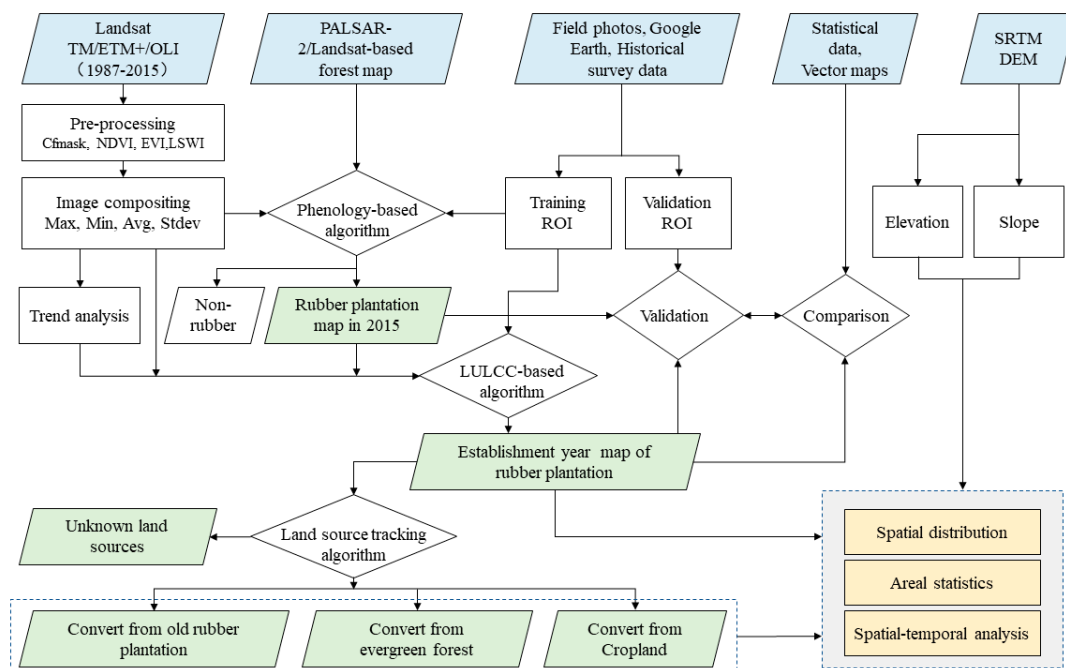 Landsat
TM/ETM+/OLI
（1987-2015）
PALSAR-
2/Landsat-based
forest map
Field photos, Google
Earth, Historical
survey data
Statistical
data,
Vector maps
SRTM
DEM
Pre-processing
Cfmask, NDVI, EVI,LSWI
Image compositing
Max, Min, Avg, Stdev
Phenology-based
algorithm
Training
ROI
Validation
ROI
Elevation
Slope
Trend analysis
Non-
rubber
Rubber plantation
map in 2015
Validation
Comparison
LULCC-based
algorithm
Establishment year map of
rubber plantation
Unknown land
sources
Land source tracking
algorithm
Spatial distribution
Areal statistics
Spatial-temporal analysis
Convert from old rubber
plantation
Convert from
evergreen forest
Convert from
Cropland